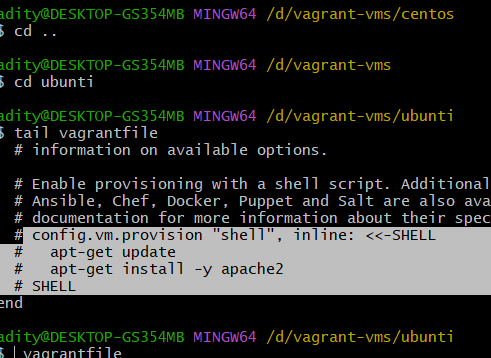 adity@DESKTOP-GS354MB MINGW64 /d/vagrant-vms/centos
$ cd ..
adity@DESKTOP-GS354MB MINGW64 /d/vagrant-vms
$ cd ubunti
adity@DESKTOP-GS354MB MINGW64 /d/vagrant-vms/ubunti
$ tail vagrantfile
# information on available options.
# Enable provisioning with a shell script. Additional
# Ansible, Chef, Docker, Puppet and Salt are also ava
# documentation for more information about their spec
# config.vm.provision "shell", inline: <<-SHELL
#   apt-get update
#   apt-get install -y apache2
# SHELL
end
adity@DESKTOP-GS354MB MINGW64 /d/vagrant-vms/ubunti
$ vagrantfile